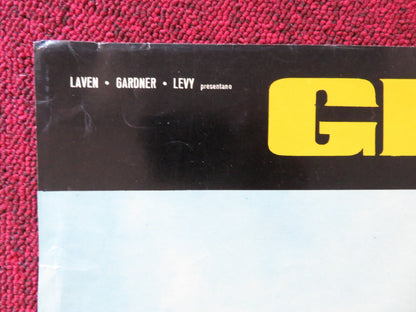 LAVEN • GARDNER • LEVY presentano
G